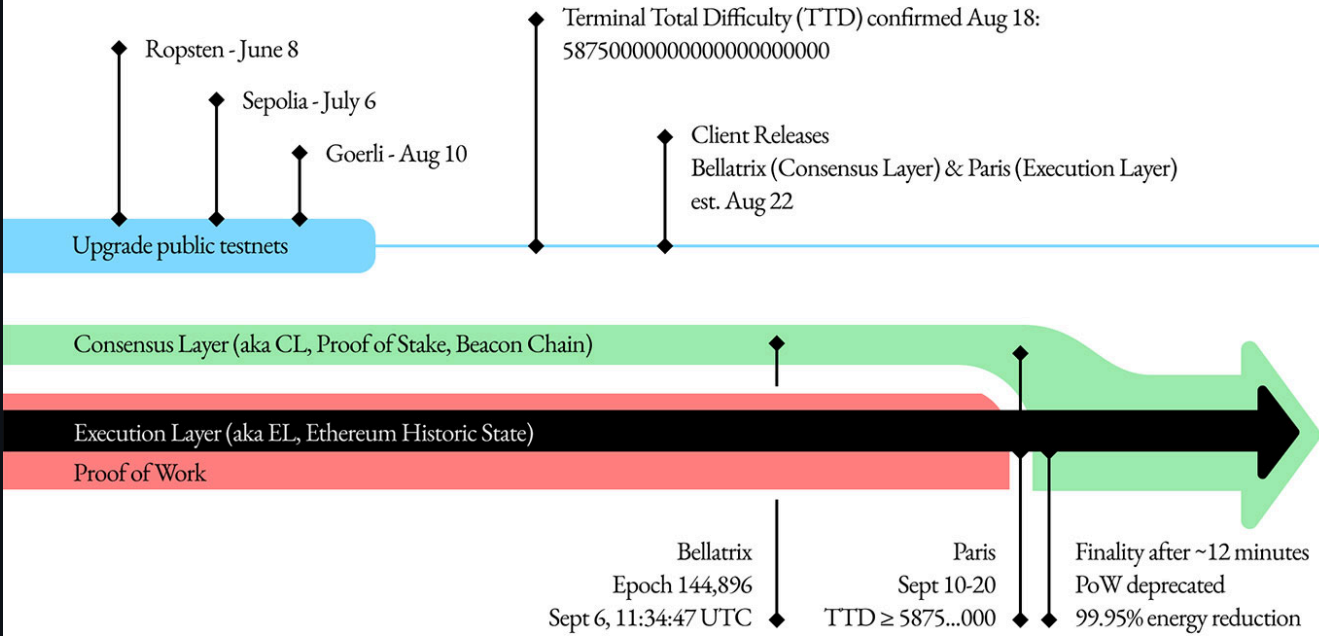 Ropsten - June 8
Sepolia - July 6
Goerli - Aug 10
Terminal Total Difficulty (TTD) confirmed Aug 18:
58750000000000000000000
Client Releases
Bellatrix (Consensus Layer) & Paris (Execution Layer)
est. Aug 22
Upgrade public testnets
Consensus Layer (aka CL, Proof of Stake, Beacon Chain)
Execution Layer (aka EL, Ethereum Historic State)
Proof of Work
Bellatrix
Epoch 144,896
Sept 6, 11:34:47 UTC
Paris
Sept 10-20
TTD ≥ 5875...000
Finality after ~12 minutes
PoW deprecated
99.95% energy reduction